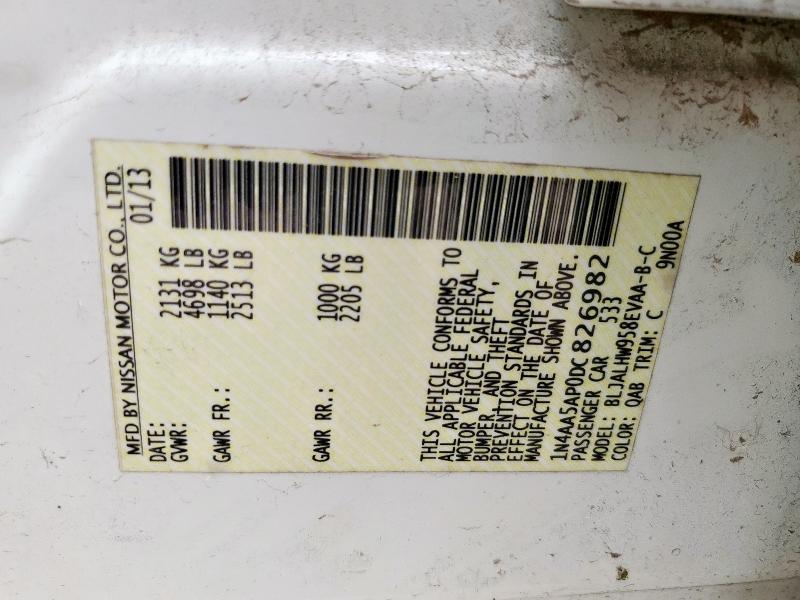 MFD BY NISSAN MOTOR CO., LTD.
DATE: 01/13
GVWR: 2131 KG
4698 LB
GAWR FR.: 1140 KG
2513 LB
GAWR RR.: 1000 KG
2205 LB
THIS VEHICLE CONFORMS TO
ALL APPLICABLE FEDERAL
MOTOR VEHICLE SAFETY,
BUMPER, AND THEFT
PREVENTION STANDARDS IN
EFFECT ON THE DATE OF
MANUFACTURE SHOWN ABOVE.
1N4AA5AP0DC826982
PASSENGER CAR 533
MODEL: BLJALHW958EVAA-B-C
COLOR: QAB TRIM: C 9N00A